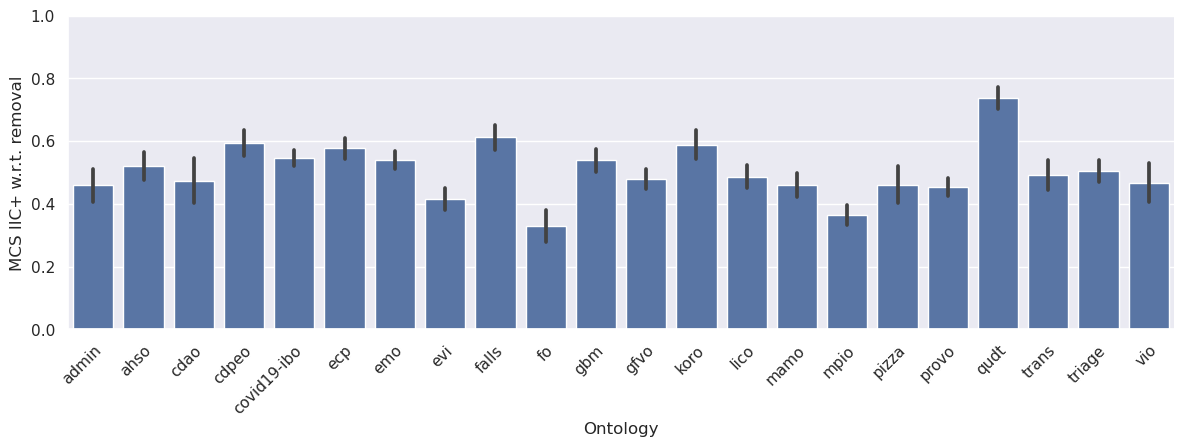 MCS IIC+ w.r.t. removal
1.0
0.8
0.6
0.4
0.2
0.0
admin
ahso
cdao
cdpeo
covid19-ibo
ecp
emo
evi
falls
fo
gbm
gfvo
koro
lico
mamo
mpio
pizza
provo
qudt
trans
triage
vio
Ontology